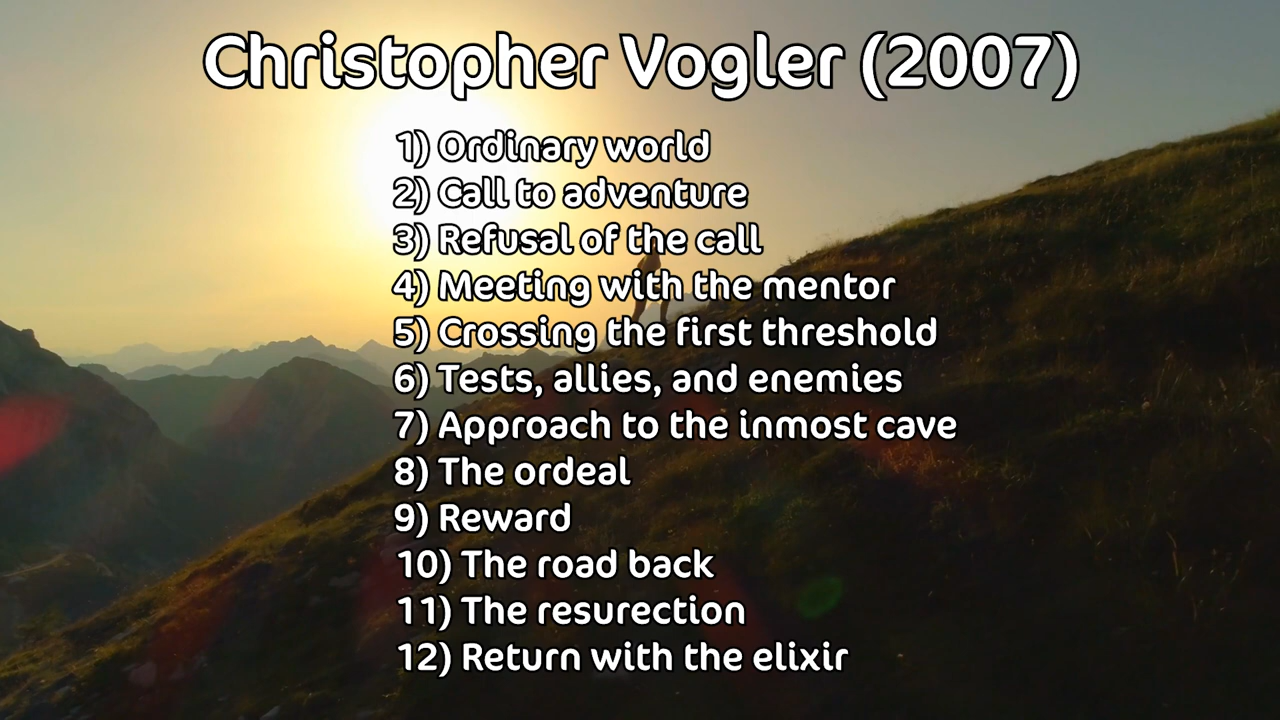 Christopher Vogler (2007)
1) Ordinary world
2) Call to adventure
3) Refusal of the call
4) Meeting with the mentor
5) Crossing the first threshold
6) Tests, allies, and enemies
7) Approach to the inmost cave
8) The ordeal
9) Reward
10) The road back
11) The resurection
12) Return with the elixir